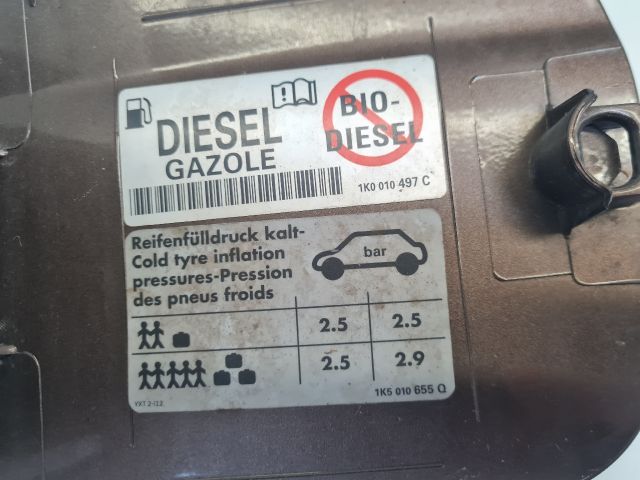 DIESEL
GAZOLE
BIO-
DIESEL
1K0 010 497 C
Reifenfülldruck kalt-
Cold tyre inflation
pressures-Pression
des pneus froids
bar
2.5 2.5
2.5 2.9
1K5 010 655 Q